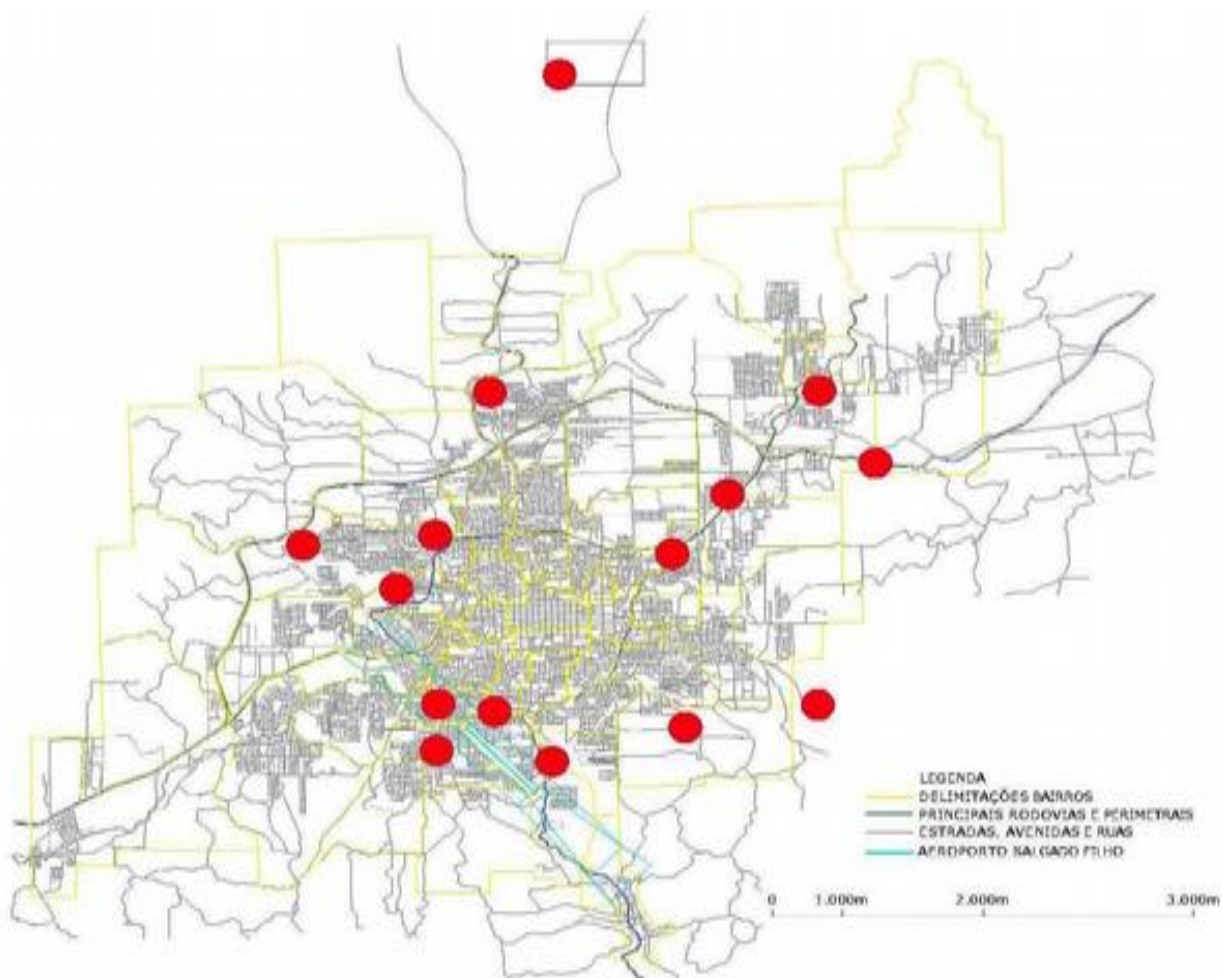 LEGENDA
DELIMITAÇÕES BAIRROS
PRINCIPAIS RODOVIAS E PERIMETRAIS
ESTRADAS, AVENIDAS E RUAS
AEROPORTO SALGADO FILHO
0 1.000m 2.000m 3.000m